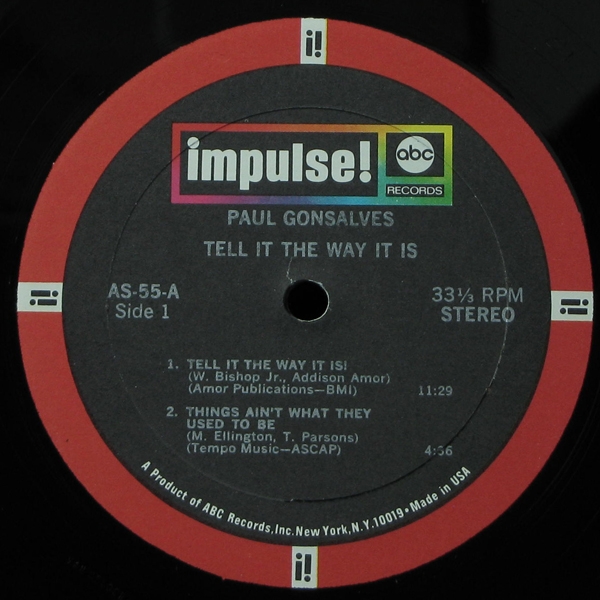 i!
impulse!
abc
RECORDS
PAUL GONSALVES
TELL IT THE WAY IT IS
AS-55-A
Side 1
33⅓ RPM
STEREO
i!
i!
1. TELL IT THE WAY IT IS!
(W. Bishop Jr., Addison Amor)
(Amor Publications—BMI) 11:29
2. THINGS AIN'T WHAT THEY
USED TO BE
(M. Ellington, T. Parsons)
(Tempo Music—ASCAP) 4:36
A Product of ABC Records, Inc. New York, N.Y. 10019 • Made in USA
i!